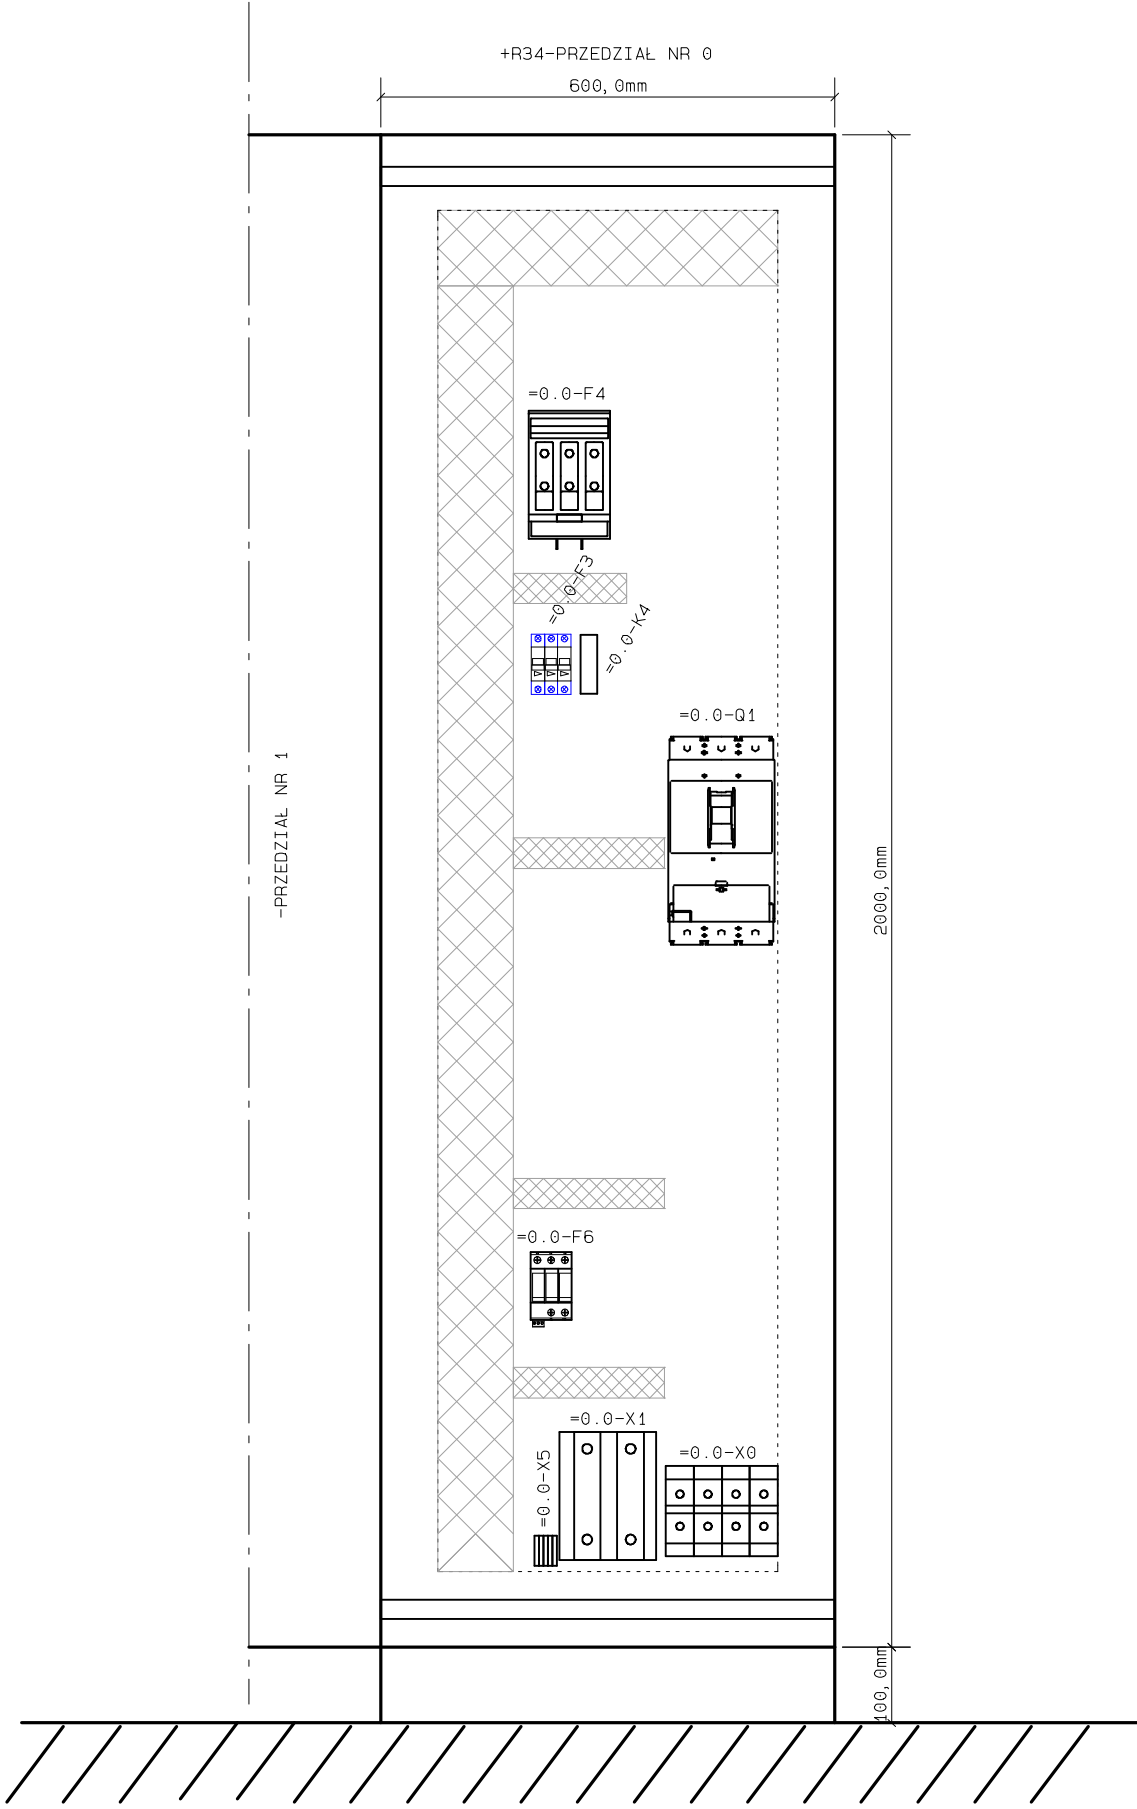 +R34-PRZEDZIAŁ NR 0
600,0mm
=0.0-F4
=0.0-F3
=0.0-K4
=0.0-Q1
-PRZEDZIAŁ NR 1
2000,0mm
=0.0-F6
=0.0-X1
=0.0-X0
=0.0-X5
100,0mm